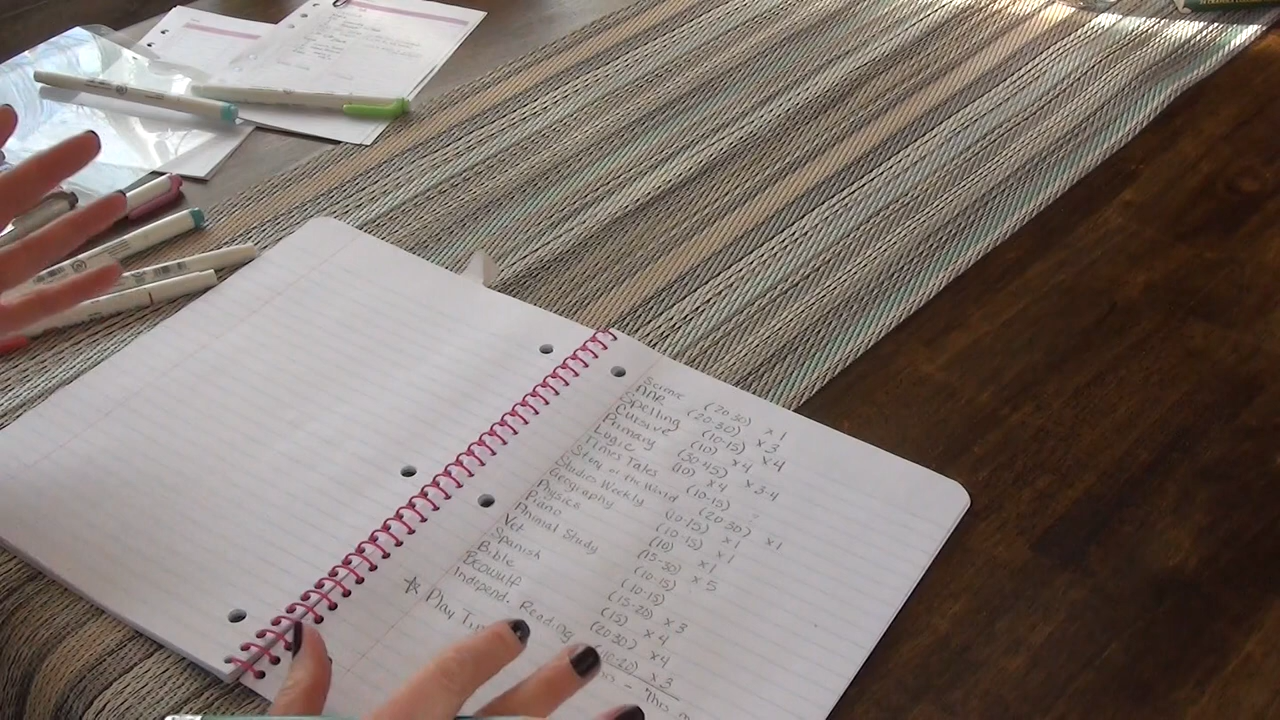 Science (20-30) x1
AAR (20-30) x3
Spelling (10-15) x4
Cursive (10) x4
Primary (30-45) x3-4
Logic (10) x4
Times Tales (10-15) ?
Story of the World (20-30) x1
Studies Weekly (10-15) x1
Geography (10-15) x1
Physics (10)
Piano (15-30) x5
Animal Study (10-15)
Vet (10-15)
Spanish (15-20) x3
Bible (15) x4
Beowulf (20-30) x4
Independ. Reading (10-20) x3
☆ Play